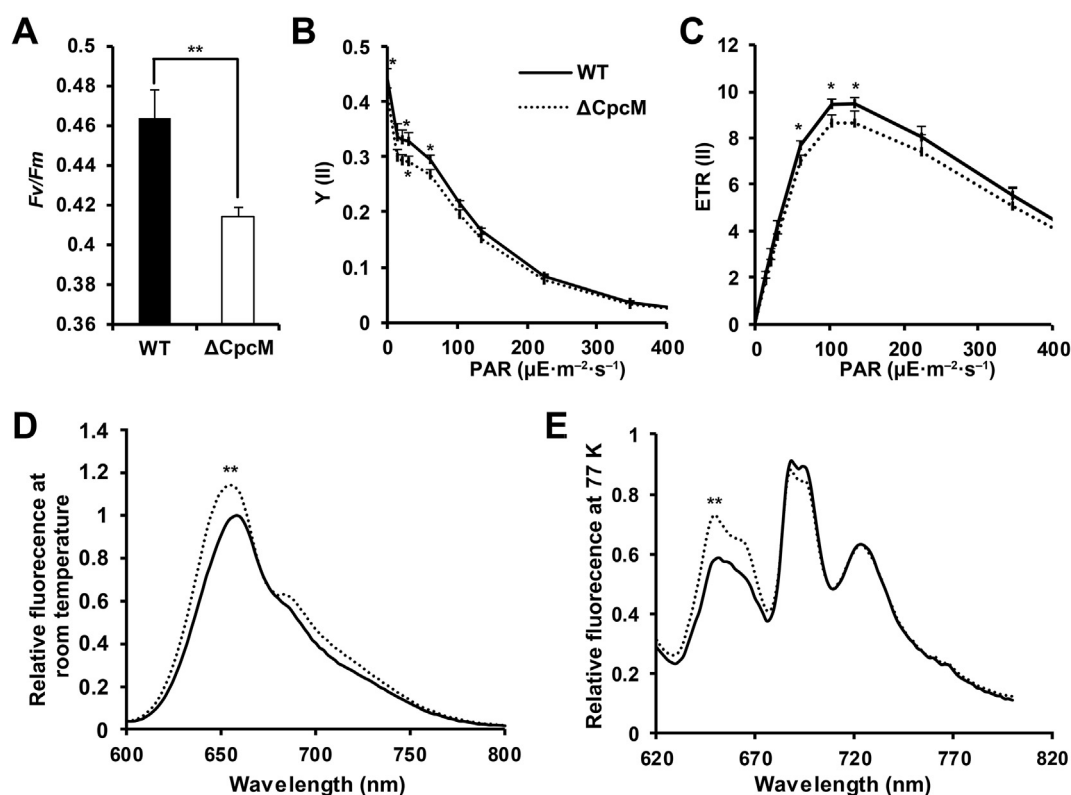 A
Fv/Fm
0.5
0.48
0.46
0.44
0.42
0.4
0.38
0.36
**
WT
ΔCpcM
B
Y (II)
0.5
0.4
0.3
0.2
0.1
0
*
*
*
*
WT
ΔCpcM
0 100 200 300 400
PAR (µE·m⁻²·s⁻¹)
C
ETR (II)
12
10
8
6
4
2
0
*
*
*
0 100 200 300 400
PAR (µE·m⁻²·s⁻¹)
D
Relative fluorecence at
room temperature
1.4
1.2
1
0.8
0.6
0.4
0.2
0
**
600 650 700 750 800
Wavelength (nm)
E
Relative fluorecence at 77 K
1
0.8
0.6
0.4
0.2
0
**
620 670 720 770 820
Wavelength (nm)